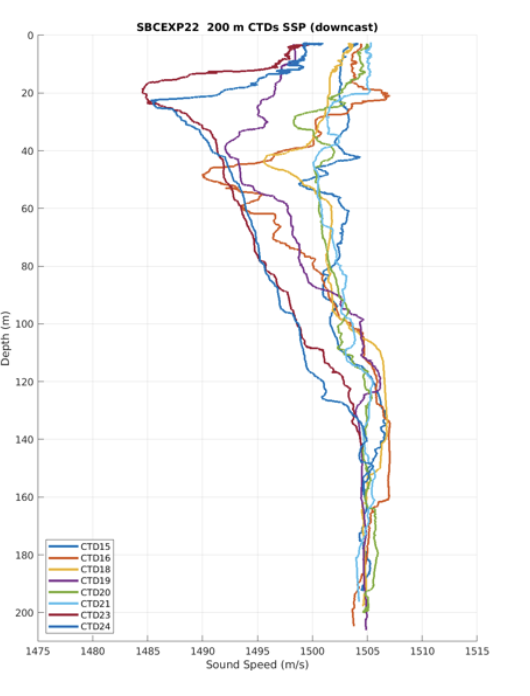 SBCEXP22 200 m CTDs SSP (downcast)
0
20
40
60
80
100
120
140
160
180
200
Depth (m)
CTD15
CTD16
CTD18
CTD19
CTD20
CTD21
CTD23
CTD24
1475
1480
1485
1490
1495
1500
1505
1510
1515
Sound Speed (m/s)